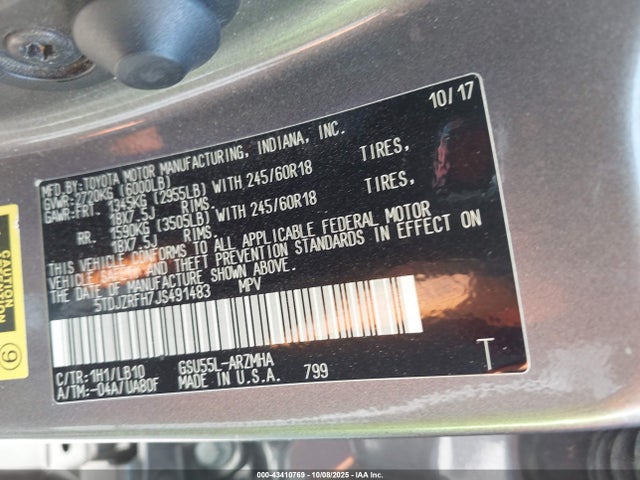 10/17
MFD.BY:TOYOTA MOTOR MANUFACTURING, INDIANA, INC.
GVWR:2720KG (6000LB)
GAWR:FRT. 1345KG (2955LB) WITH 245/60R18 TIRES,
18X7.5J RIMS.
RR. 1590KG (3505LB) WITH 245/60R18 TIRES,
18X7.5J RIMS.
THIS VEHICLE CONFORMS TO ALL APPLICABLE FEDERAL MOTOR
VEHICLE SAFETY AND THEFT PREVENTION STANDARDS IN EFFECT ON
THE DATE OF MANUFACTURE SHOWN ABOVE.
5TDJZRFH7JS491483 MPV
C/TR:1H1/LB10 GSU55L-ARZMHA
A/TM:-04A/UA80F MADE IN U.S.A. 799
T
CAUTION
9
000-43410769 | 10/08/2025 | IAA Inc.